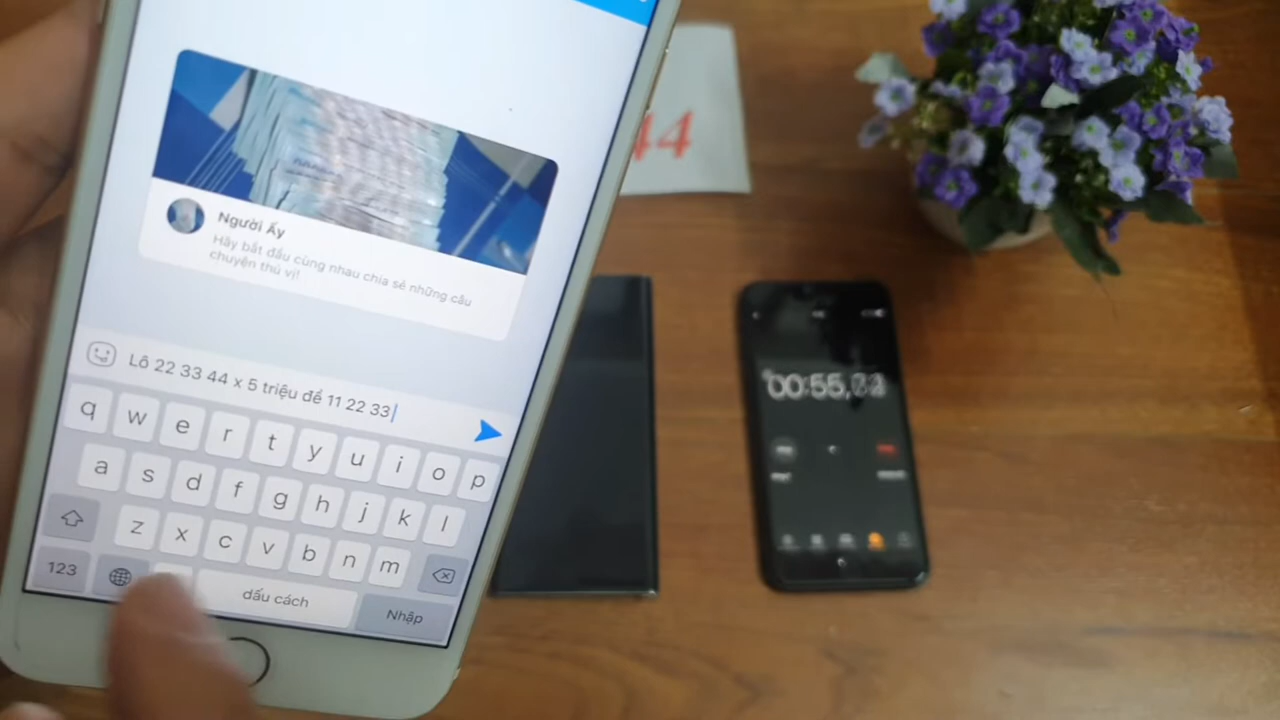 44
Người Ấy
Hãy bắt đầu cùng nhau chia sẻ những câu
chuyện thú vị!
Lô 22 33 44 x 5 triệu đề 11 22 33
q w e r t y u i o p
a s d f g h j k l
z x c v b n m
123
dấu cách
Nhập